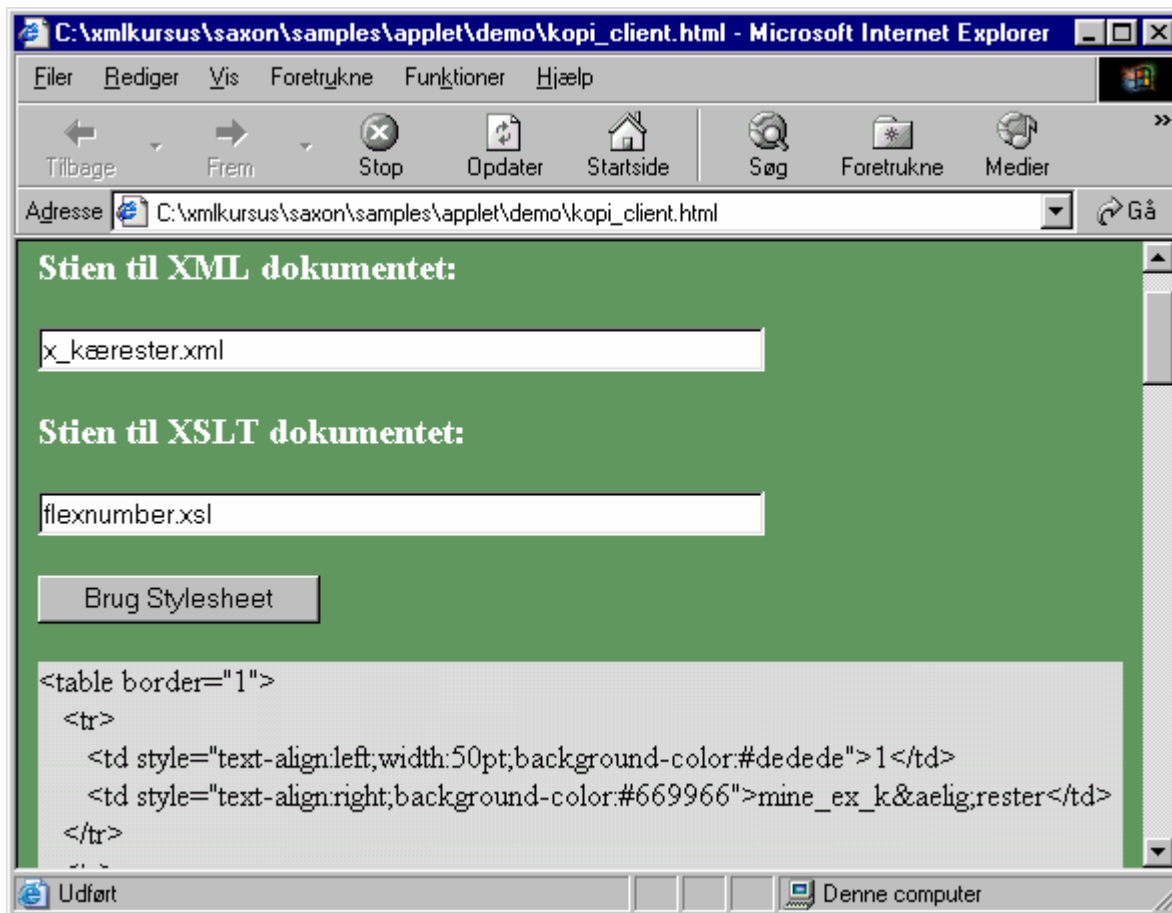 C:\xmlkursus\saxon\samples\applet\demo\kopi_client.html - Microsoft Internet Explorer
Filer Rediger Vis Foretrukne Funktioner Hjælp
Tilbage Frem Stop Opdater Startside Søg Foretrukne Medier »
Adresse C:\xmlkursus\saxon\samples\applet\demo\kopi_client.html Gå
Stien til XML dokumentet:
x_kærester.xml
Stien til XSLT dokumentet:
flexnumber.xsl
Brug Stylesheet
<table border="1">
<tr>
<td style="text-align:left;width:50pt;background-color:#dedede">1</td>
<td style="text-align:right;background-color:#669966">mine_ex_k&aelig;rester</td>
</tr>
Udført Denne computer